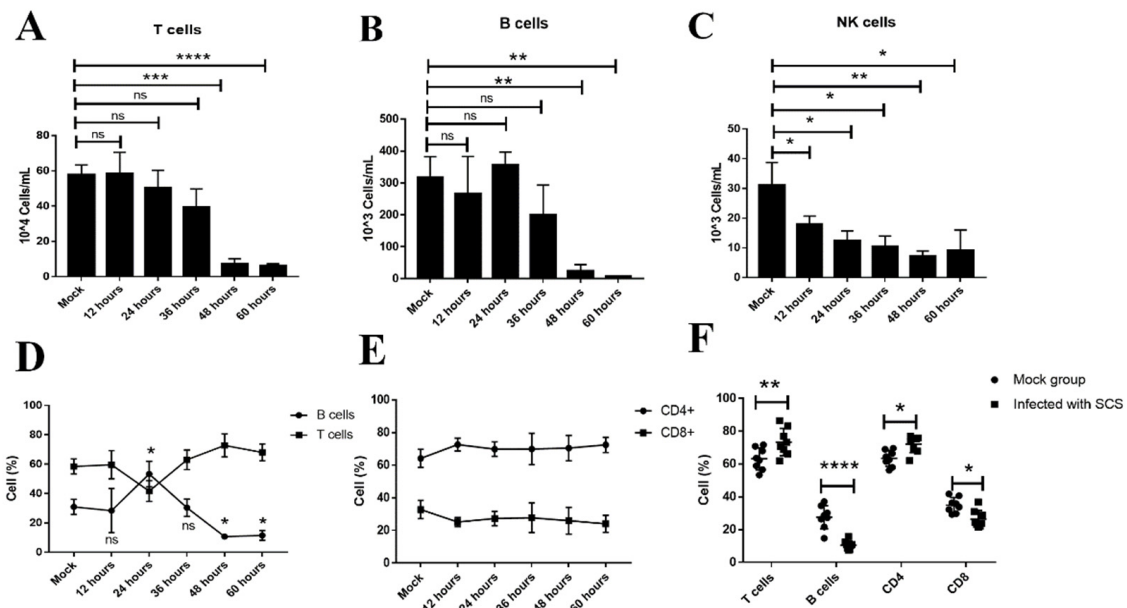 A
T cells
****
***
ns
ns
ns
10^4 Cells/mL
80
60
40
20
0
Mock
12 hours
24 hours
36 hours
48 hours
60 hours
B
B cells
**
**
ns
ns
ns
10^3 Cells/mL
500
400
300
200
100
0
Mock
12 hours
24 hours
36 hours
48 hours
60 hours
C
NK cells
*
**
*
*
*
10^3 Cells/mL
50
40
30
20
10
0
Mock
12 hours
24 hours
36 hours
48 hours
60 hours
D
B cells
T cells
Cell (%)
100
80
60
40
20
0
*
ns
ns
*
*
Mock
12 hours
24 hours
36 hours
48 hours
60 hours
E
CD4+
CD8+
Cell (%)
100
80
60
40
20
0
Mock
12 hours
24 hours
36 hours
48 hours
60 hours
F
Mock group
Infected with SCS
Cell (%)
100
80
60
40
20
0
**
****
*
*
T cells
B cells
CD4
CD8